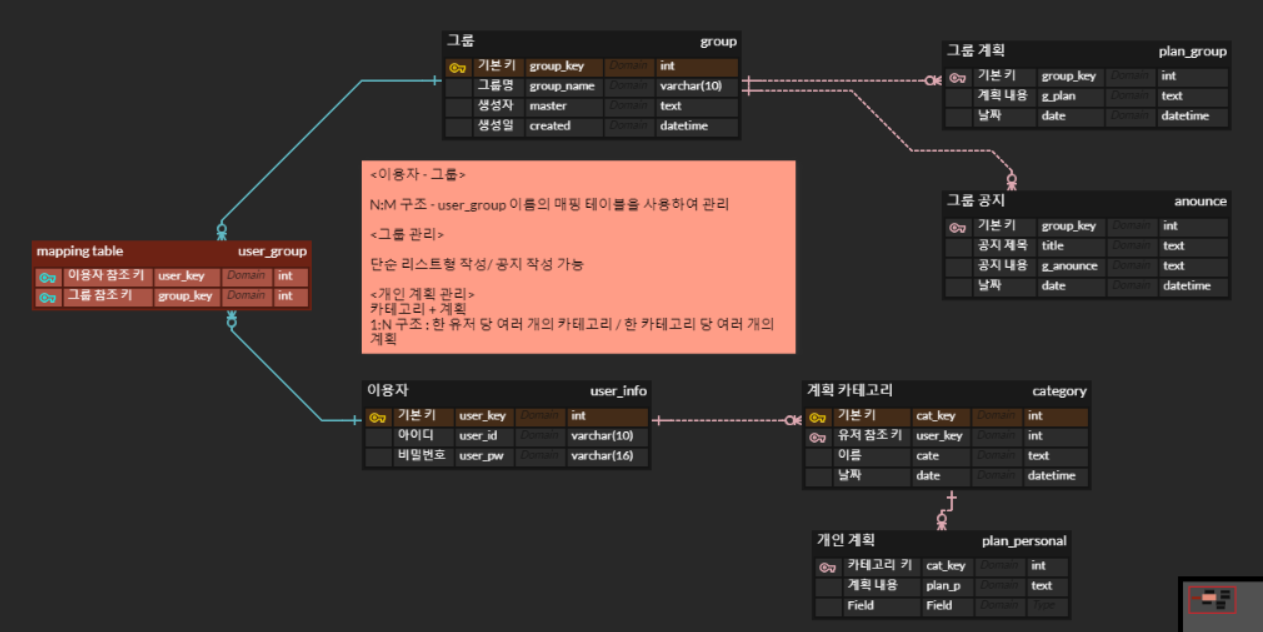 그룹 group
기본 키 group_key Domain int
그룹명 group_name Domain varchar(10)
생성자 master Domain text
생성일 created Domain datetime
그룹 계획 plan_group
기본 키 group_key Domain int
계획 내용 g_plan Domain text
날짜 date Domain datetime
<이용자 - 그룹>
N:M 구조 - user_group 이름의 매핑 테이블을 사용하여 관리
<그룹 관리>
단순 리스트형 작성/ 공지 작성 가능
<개인 계획 관리>
카테고리 + 계획
1:N 구조 : 한 유저 당 여러 개의 카테고리 / 한 카테고리 당 여러 개의
계획
그룹 공지 anounce
기본 키 group_key Domain int
공지 제목 title Domain text
공지 내용 g_anounce Domain text
날짜 date Domain datetime
mapping table user_group
이용자 참조 키 user_key Domain int
그룹 참조 키 group_key Domain int
이용자 user_info
기본 키 user_key Domain int
아이디 user_id Domain varchar(10)
비밀번호 user_pw Domain varchar(16)
계획 카테고리 category
기본 키 cat_key Domain int
유저 참조 키 user_key Domain int
이름 cate Domain text
날짜 date Domain datetime
개인 계획 plan_personal
카테고리 키 cat_key Domain int
계획 내용 plan_p Domain text
Field Field Domain Type